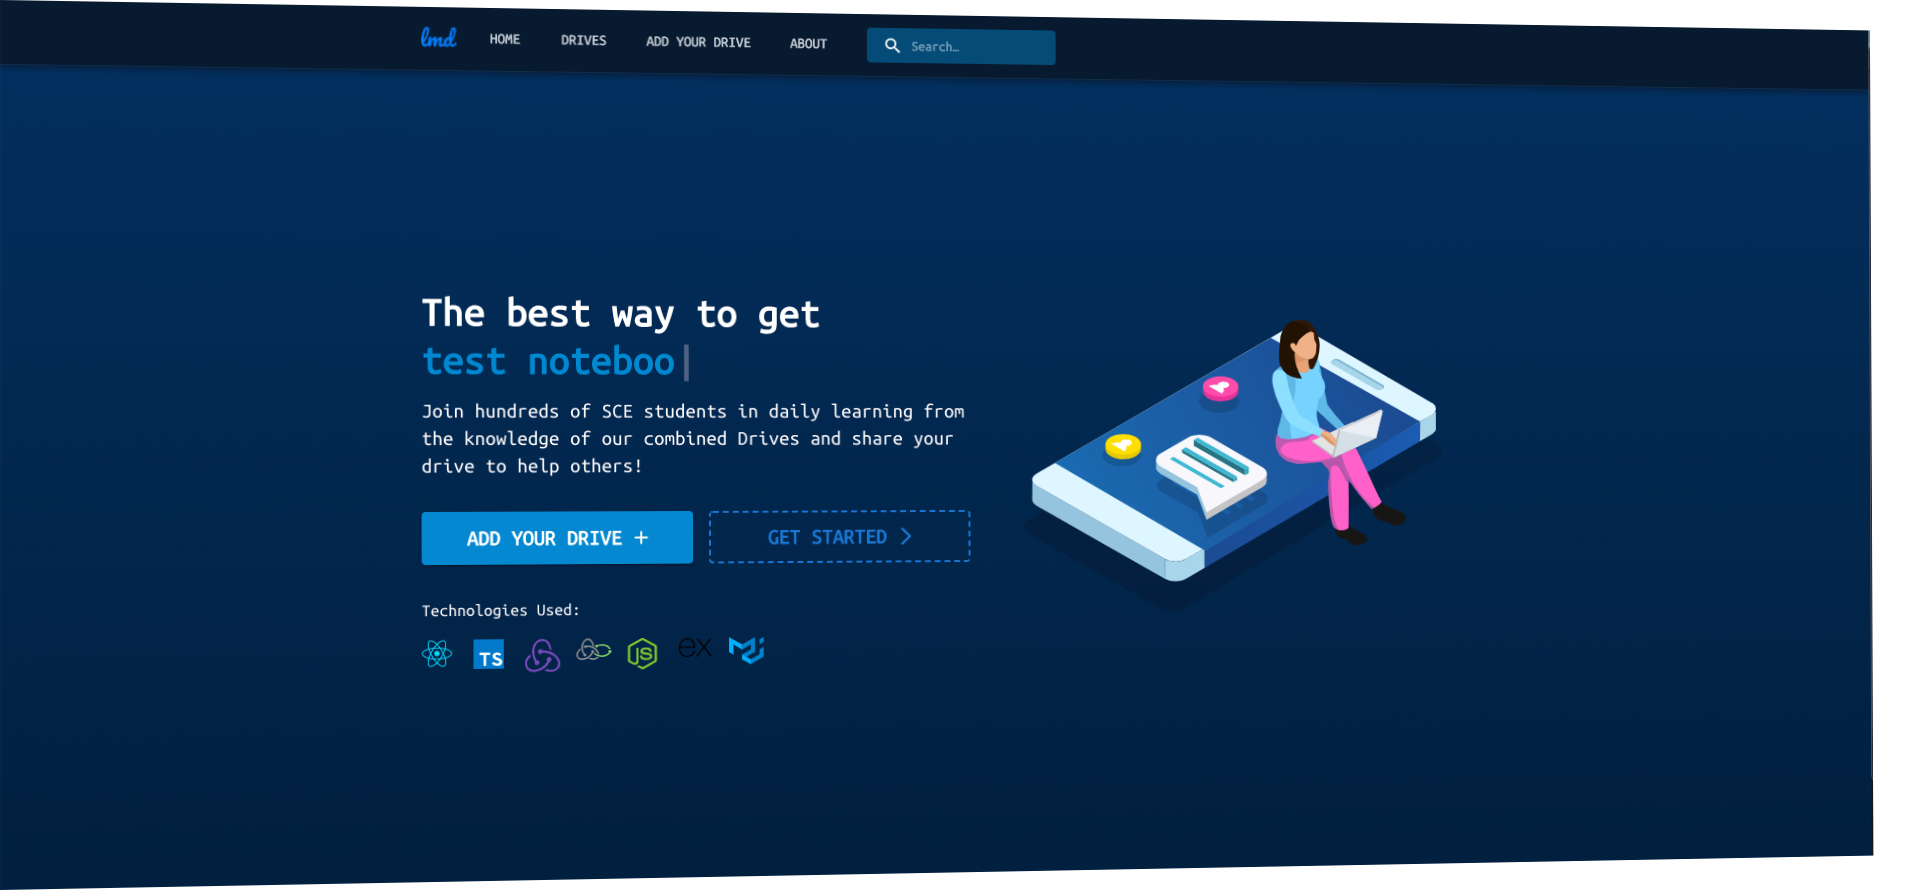 lmd HOME DRIVES ADD YOUR DRIVE ABOUT Search...
The best way to get
test noteboo|
Join hundreds of SCE students in daily learning from
the knowledge of our combined Drives and share your
drive to help others!
ADD YOUR DRIVE + GET STARTED >
Technologies Used:
TS JS ex